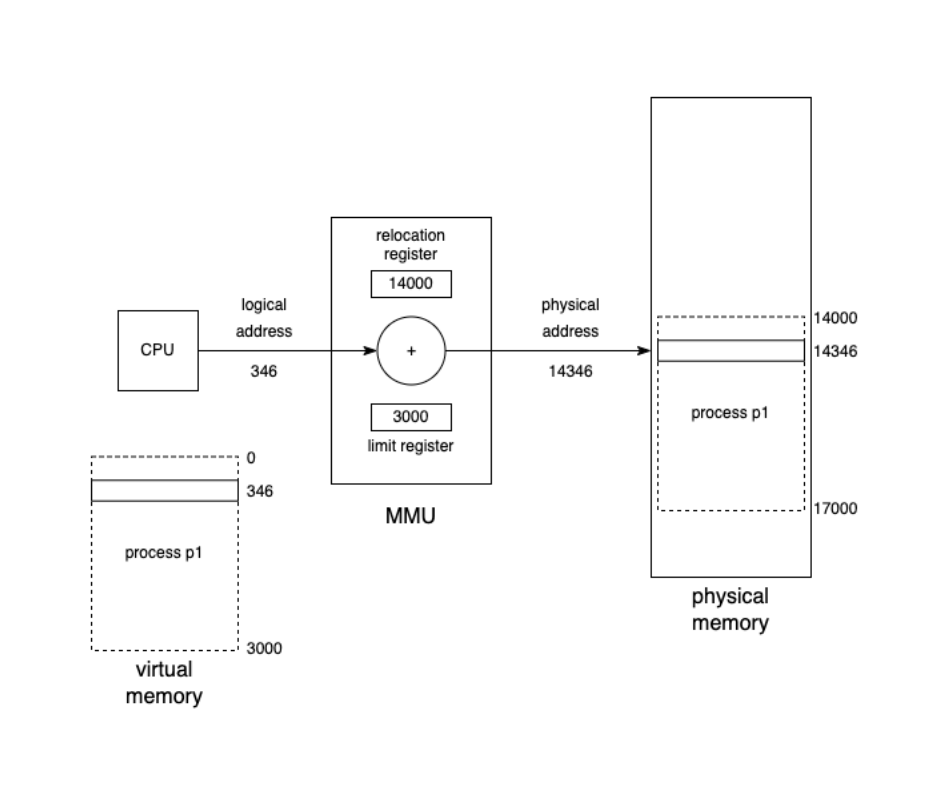 relocation
register
14000
logical
address
346
CPU
+
physical
address
14346
3000
limit register
MMU
14000
14346
process p1
17000
physical
memory
0
346
process p1
3000
virtual
memory